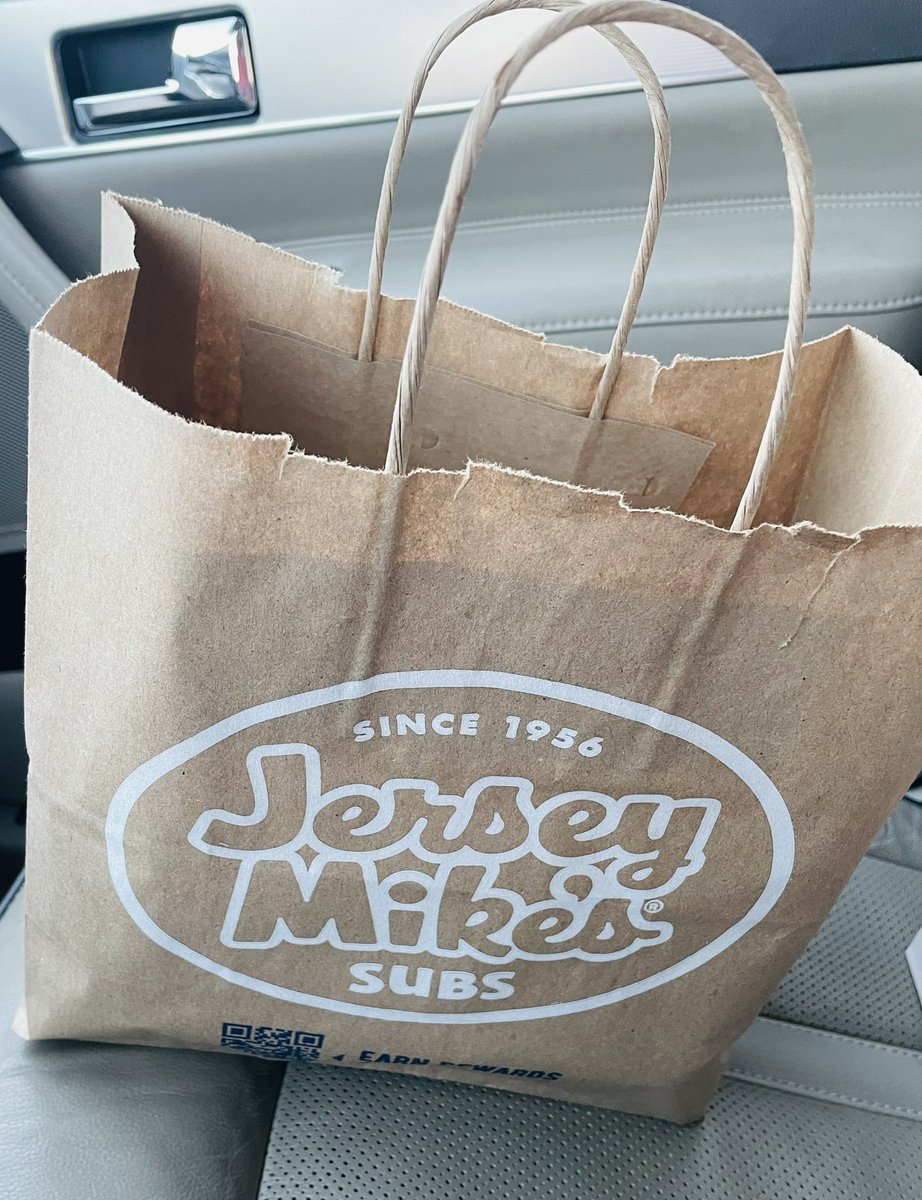 SINCE 1956
Jersey
Mike's®
SUBS
EARN REWARDS